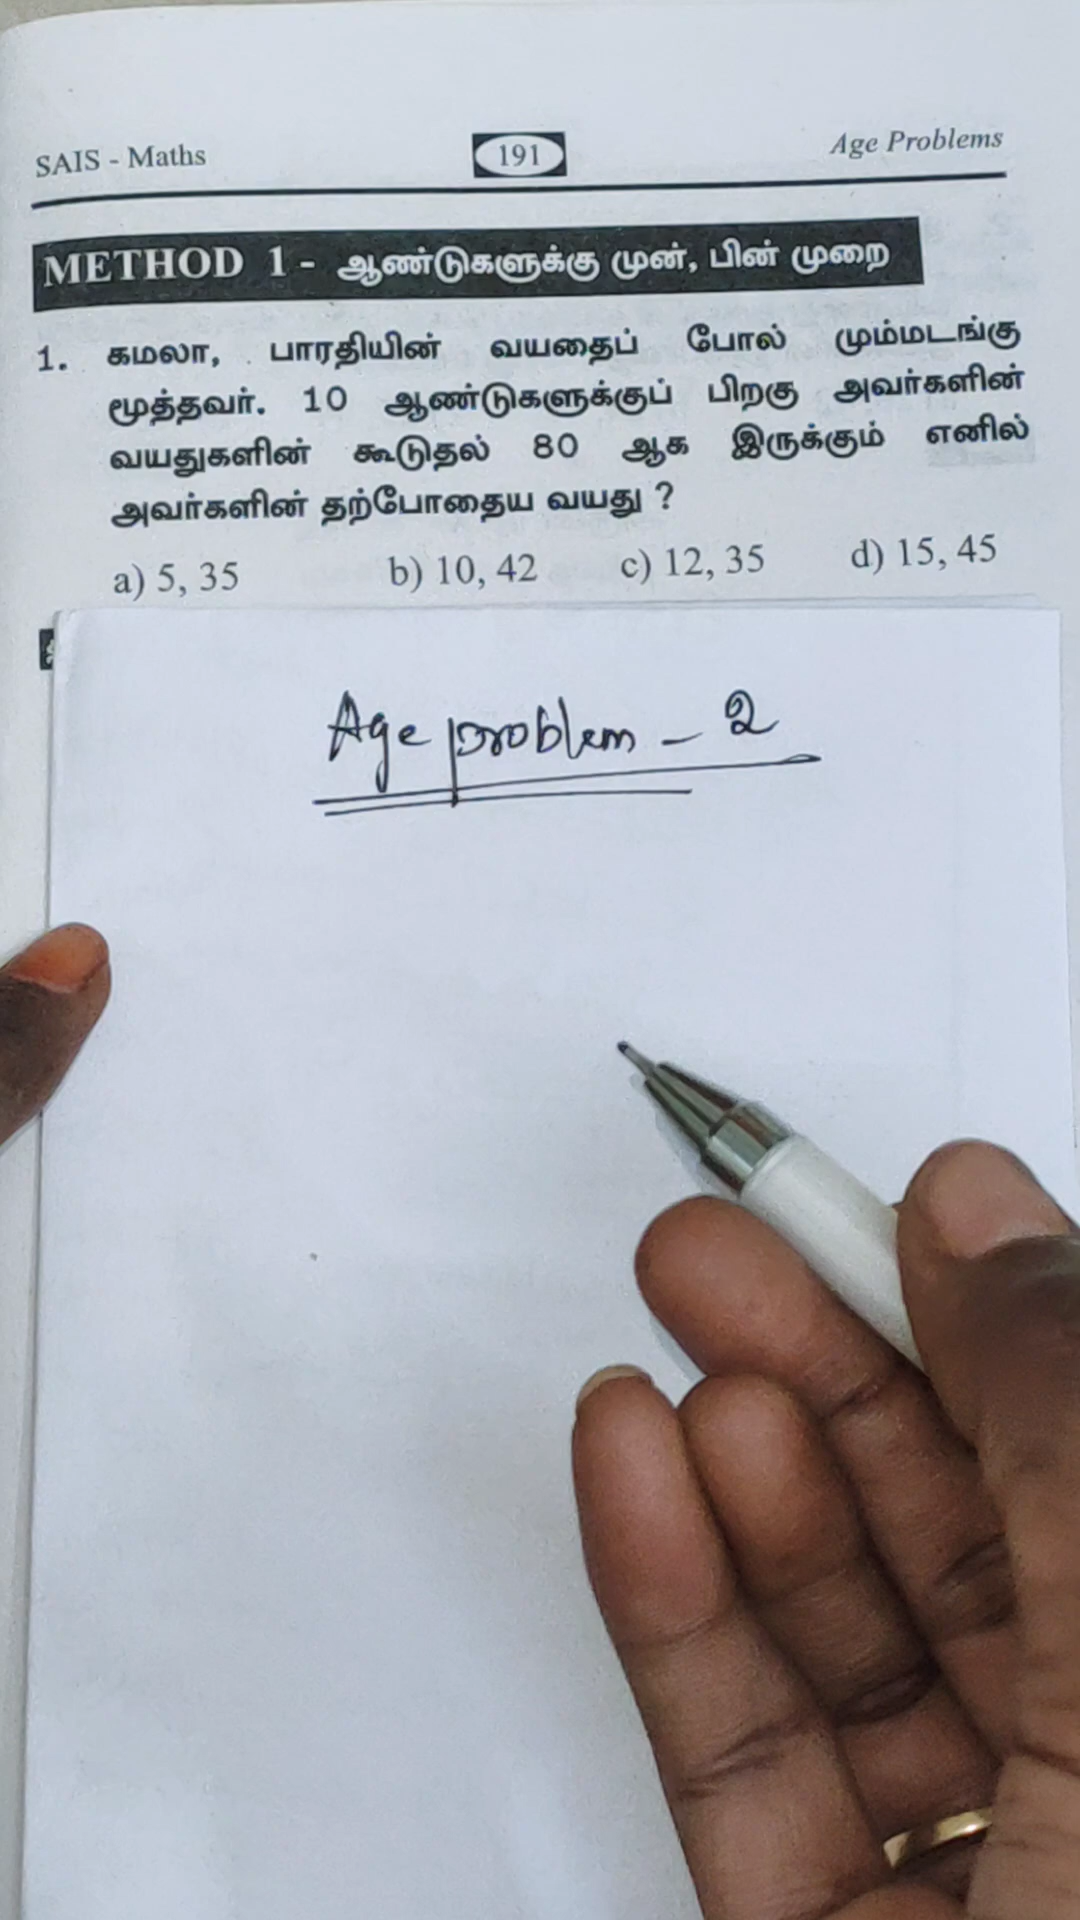 SAIS - Maths
191
Age Problems
METHOD 1 - ஆண்டுகளுக்கு முன், பின் முறை
1. கமலா, பாரதியின் வயதைப் போல் மும்மடங்கு
மூத்தவர். 10 ஆண்டுகளுக்குப் பிறகு அவர்களின்
வயதுகளின் கூடுதல் 80 ஆக இருக்கும் எனில்
அவர்களின் தற்போதைய வயது ?
a) 5, 35 b) 10, 42 c) 12, 35 d) 15, 45
Age problem - 2